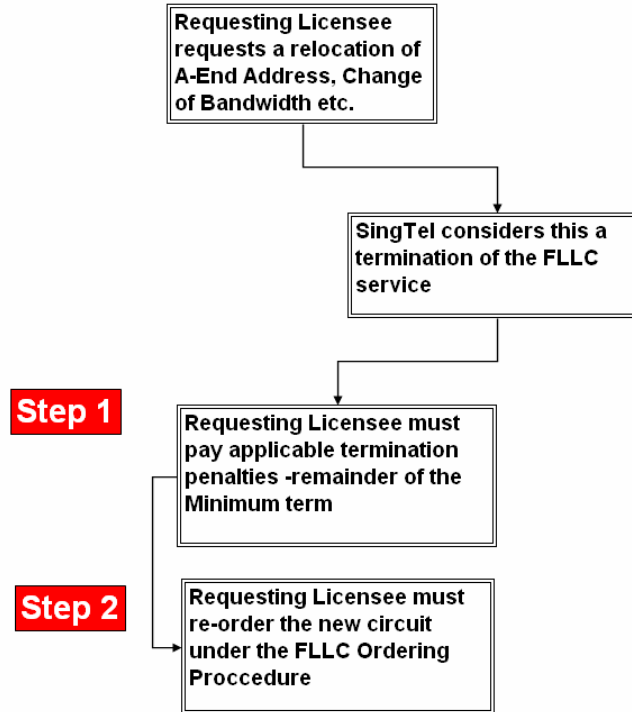 Requesting Licensee
requests a relocation of
A-End Address, Change
of Bandwidth etc.
SingTel considers this a
termination of the FLLC
service
Step 1
Requesting Licensee must
pay applicable termination
penalties -remainder of the
Minimum term
Step 2
Requesting Licensee must
re-order the new circuit
under the FLLC Ordering
Proccedure